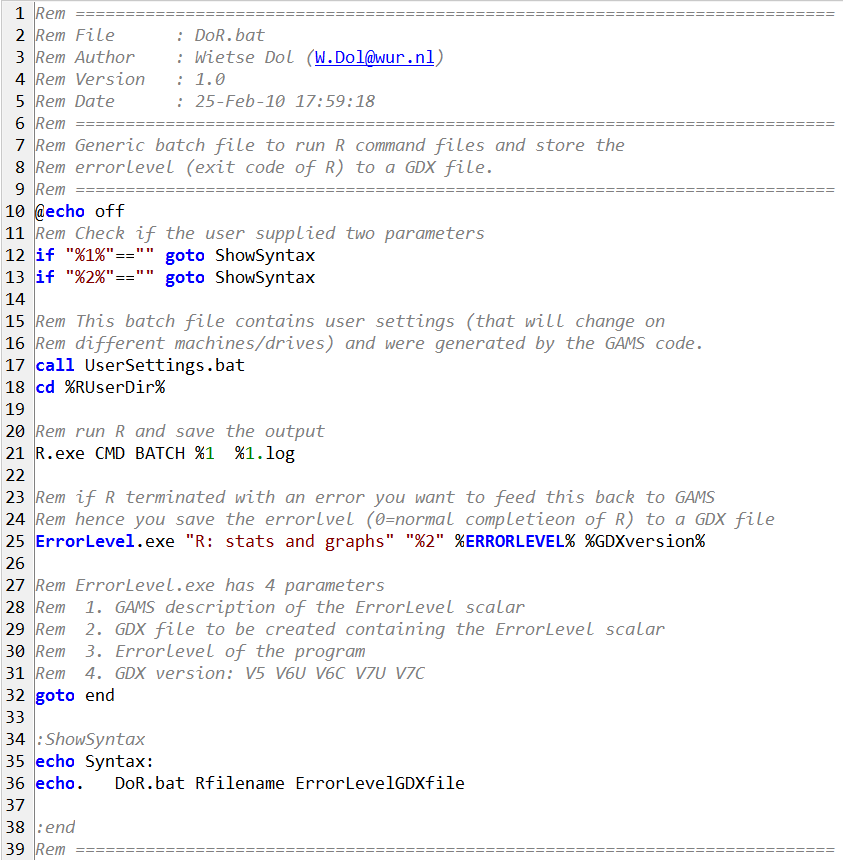 1 Rem ============================================================================
2 Rem File      : DoR.bat
3 Rem Author    : Wietse Dol (W.Dol@wur.nl)
4 Rem Version   : 1.0
5 Rem Date      : 25-Feb-10 17:59:18
6 Rem ============================================================================
7 Rem Generic batch file to run R command files and store the
8 Rem errorlevel (exit code of R) to a GDX file.
9 Rem ============================================================================
10 @echo off
11 Rem Check if the user supplied two parameters
12 if "%1%"=="" goto ShowSyntax
13 if "%2%"=="" goto ShowSyntax
14
15 Rem This batch file contains user settings (that will change on
16 Rem different machines/drives) and were generated by the GAMS code.
17 call UserSettings.bat
18 cd %RUserDir%
19
20 Rem run R and save the output
21 R.exe CMD BATCH %1  %1.log
22
23 Rem if R terminated with an error you want to feed this back to GAMS
24 Rem hence you save the errorlvel (0=normal completieon of R) to a GDX file
25 ErrorLevel.exe "R: stats and graphs" "%2" %ERRORLEVEL% %GDXversion%
26
27 Rem ErrorLevel.exe has 4 parameters
28 Rem  1. GAMS description of the ErrorLevel scalar
29 Rem  2. GDX file to be created containing the ErrorLevel scalar
30 Rem  3. Errorlevel of the program
31 Rem  4. GDX version: V5 V6U V6C V7U V7C
32 goto end
33
34 :ShowSyntax
35 echo Syntax:
36 echo.   DoR.bat Rfilename ErrorLevelGDXfile
37
38 :end
39 Rem ============================================================================